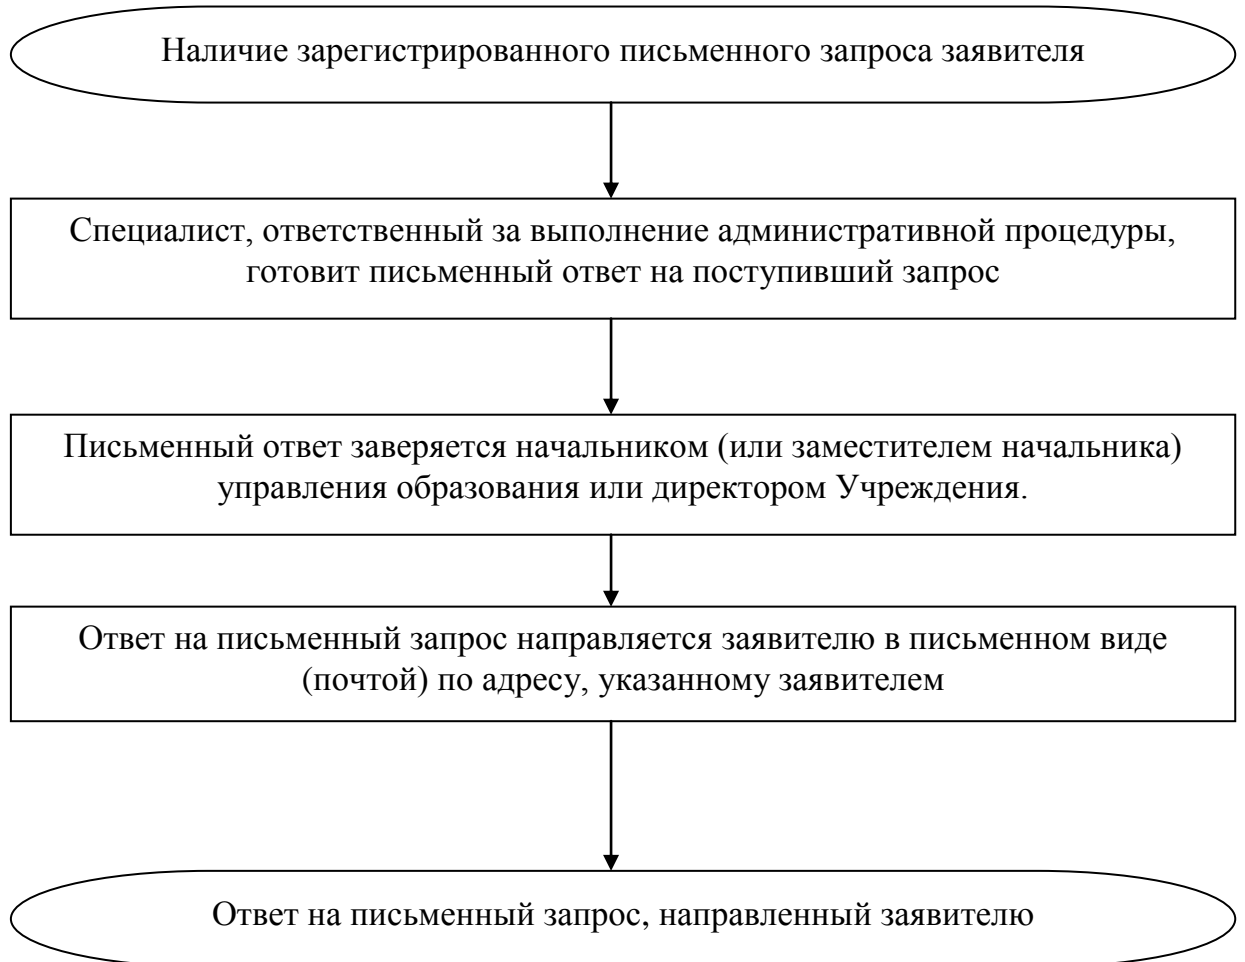 Наличие зарегистрированного письменного запроса заявителя
Специалист, ответственный за выполнение административной процедуры,
готовит письменный ответ на поступивший запрос
Письменный ответ заверяется начальником (или заместителем начальника)
управления образования или директором Учреждения.
Ответ на письменный запрос направляется заявителю в письменном виде
(почтой) по адресу, указанному заявителем
Ответ на письменный запрос, направленный заявителю